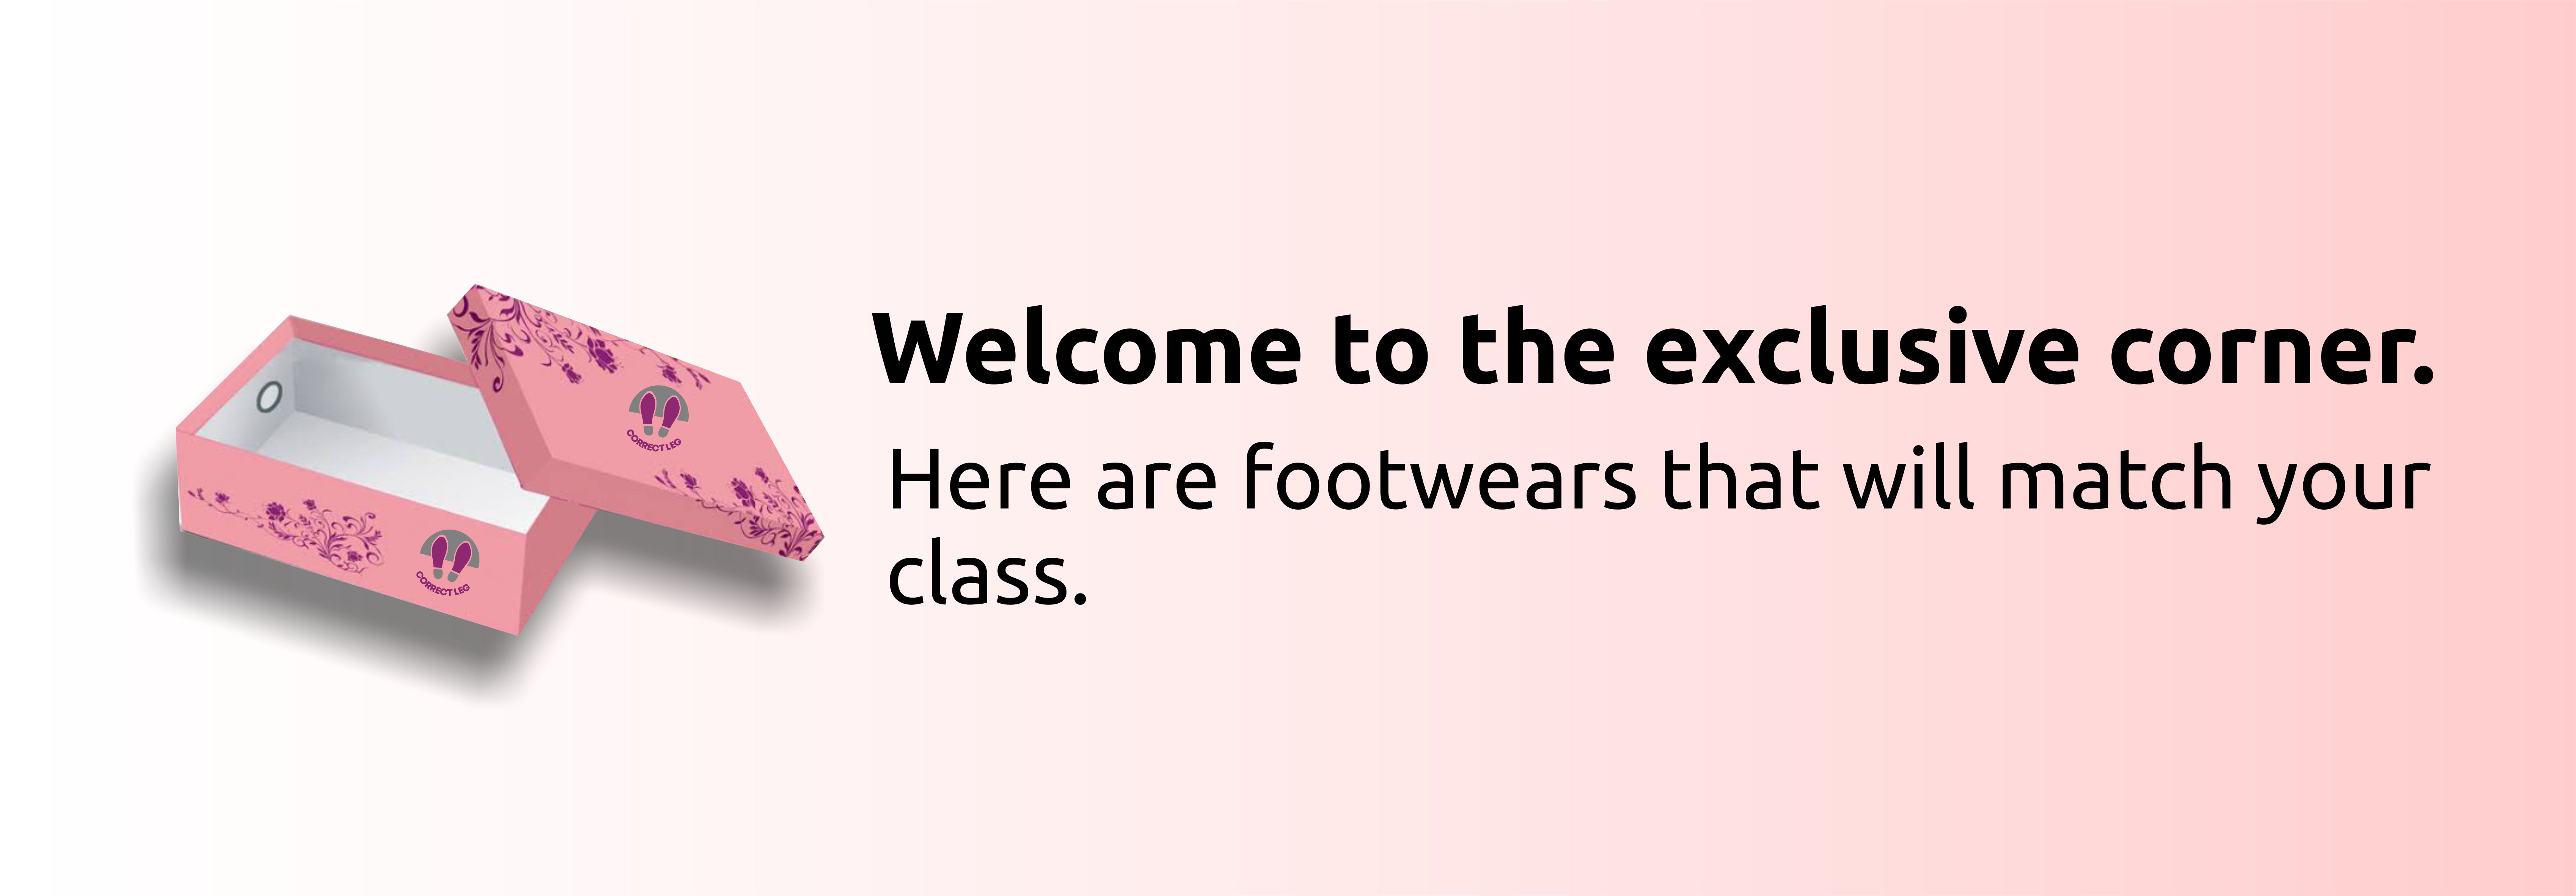 Welcome to the exclusive corner.
Here are footwears that will match your
class.
CORRECT LEG
CORRECT LEG